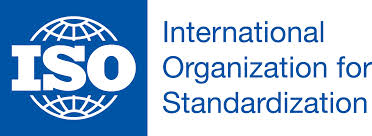 ISO
International
Organization for
Standardization